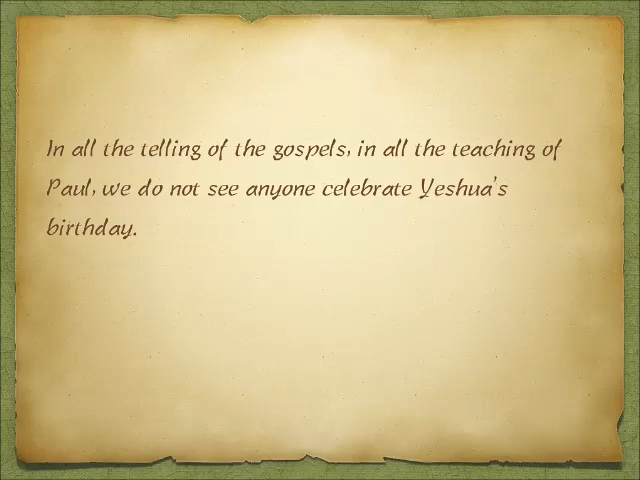 In all the telling of the gospels, in all the teaching of
Paul, we do not see anyone celebrate Yeshua's
birthday.